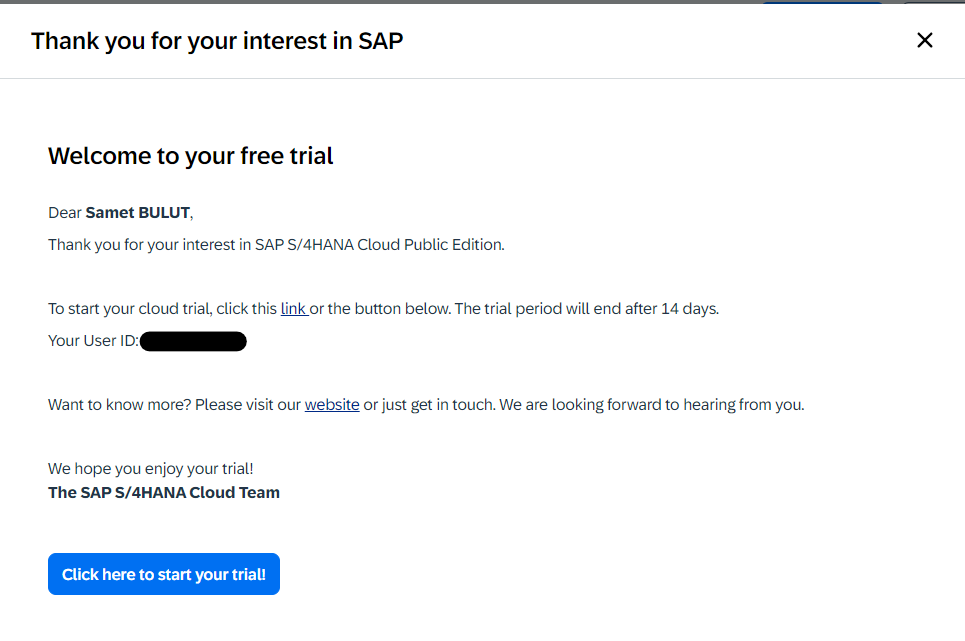 Thank you for your interest in SAP
Welcome to your free trial
Dear Samet BULUT,
Thank you for your interest in SAP S/4HANA Cloud Public Edition.
To start your cloud trial, click this link or the button below. The trial period will end after 14 days.
Your User ID:
Want to know more? Please visit our website or just get in touch. We are looking forward to hearing from you.
We hope you enjoy your trial!
The SAP S/4HANA Cloud Team
Click here to start your trial!